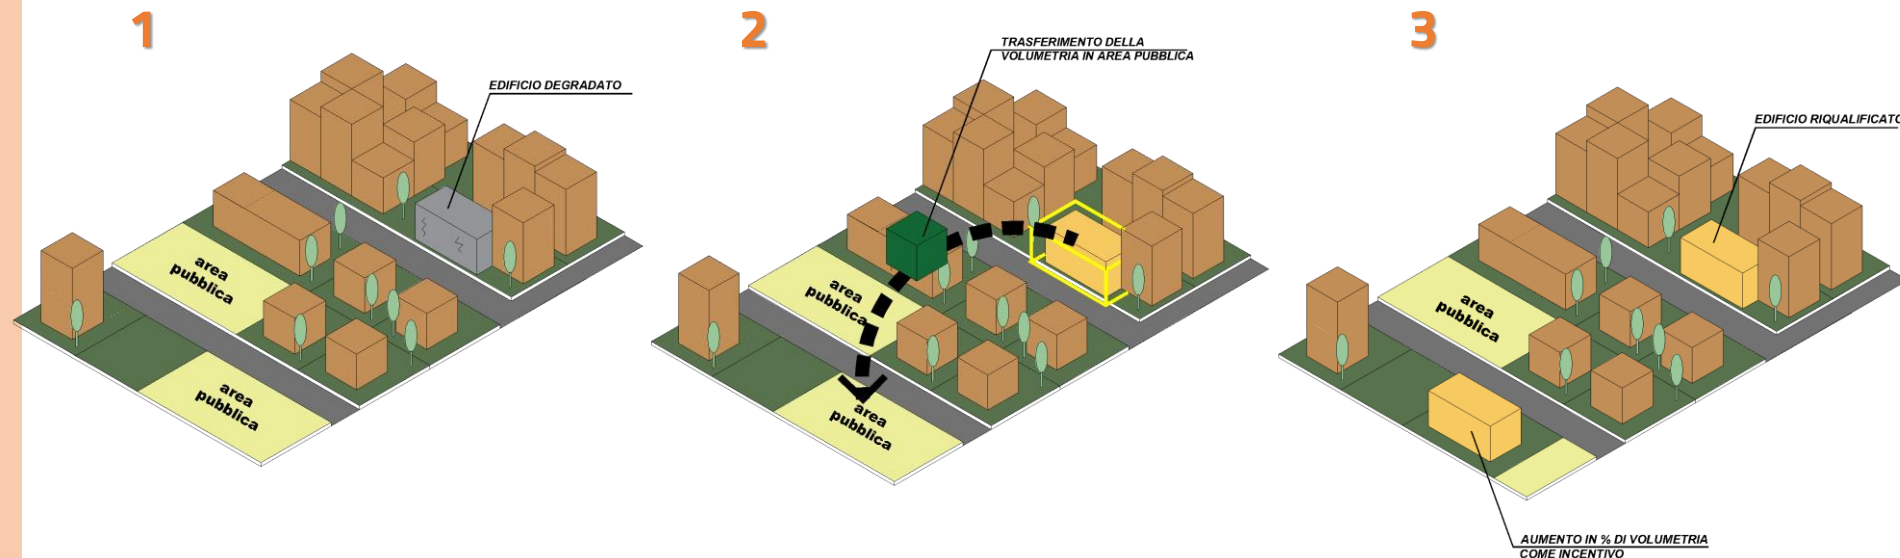 1
EDIFICIO DEGRADATO
area
pubblica
area
pubblica
2
TRASFERIMENTO DELLA
VOLUMETRIA IN AREA PUBBLICA
area
pubblica
area
pubblica
3
EDIFICIO RIQUALIFICATO
area
pubblica
AUMENTO IN % DI VOLUMETRIA
COME INCENTIVO